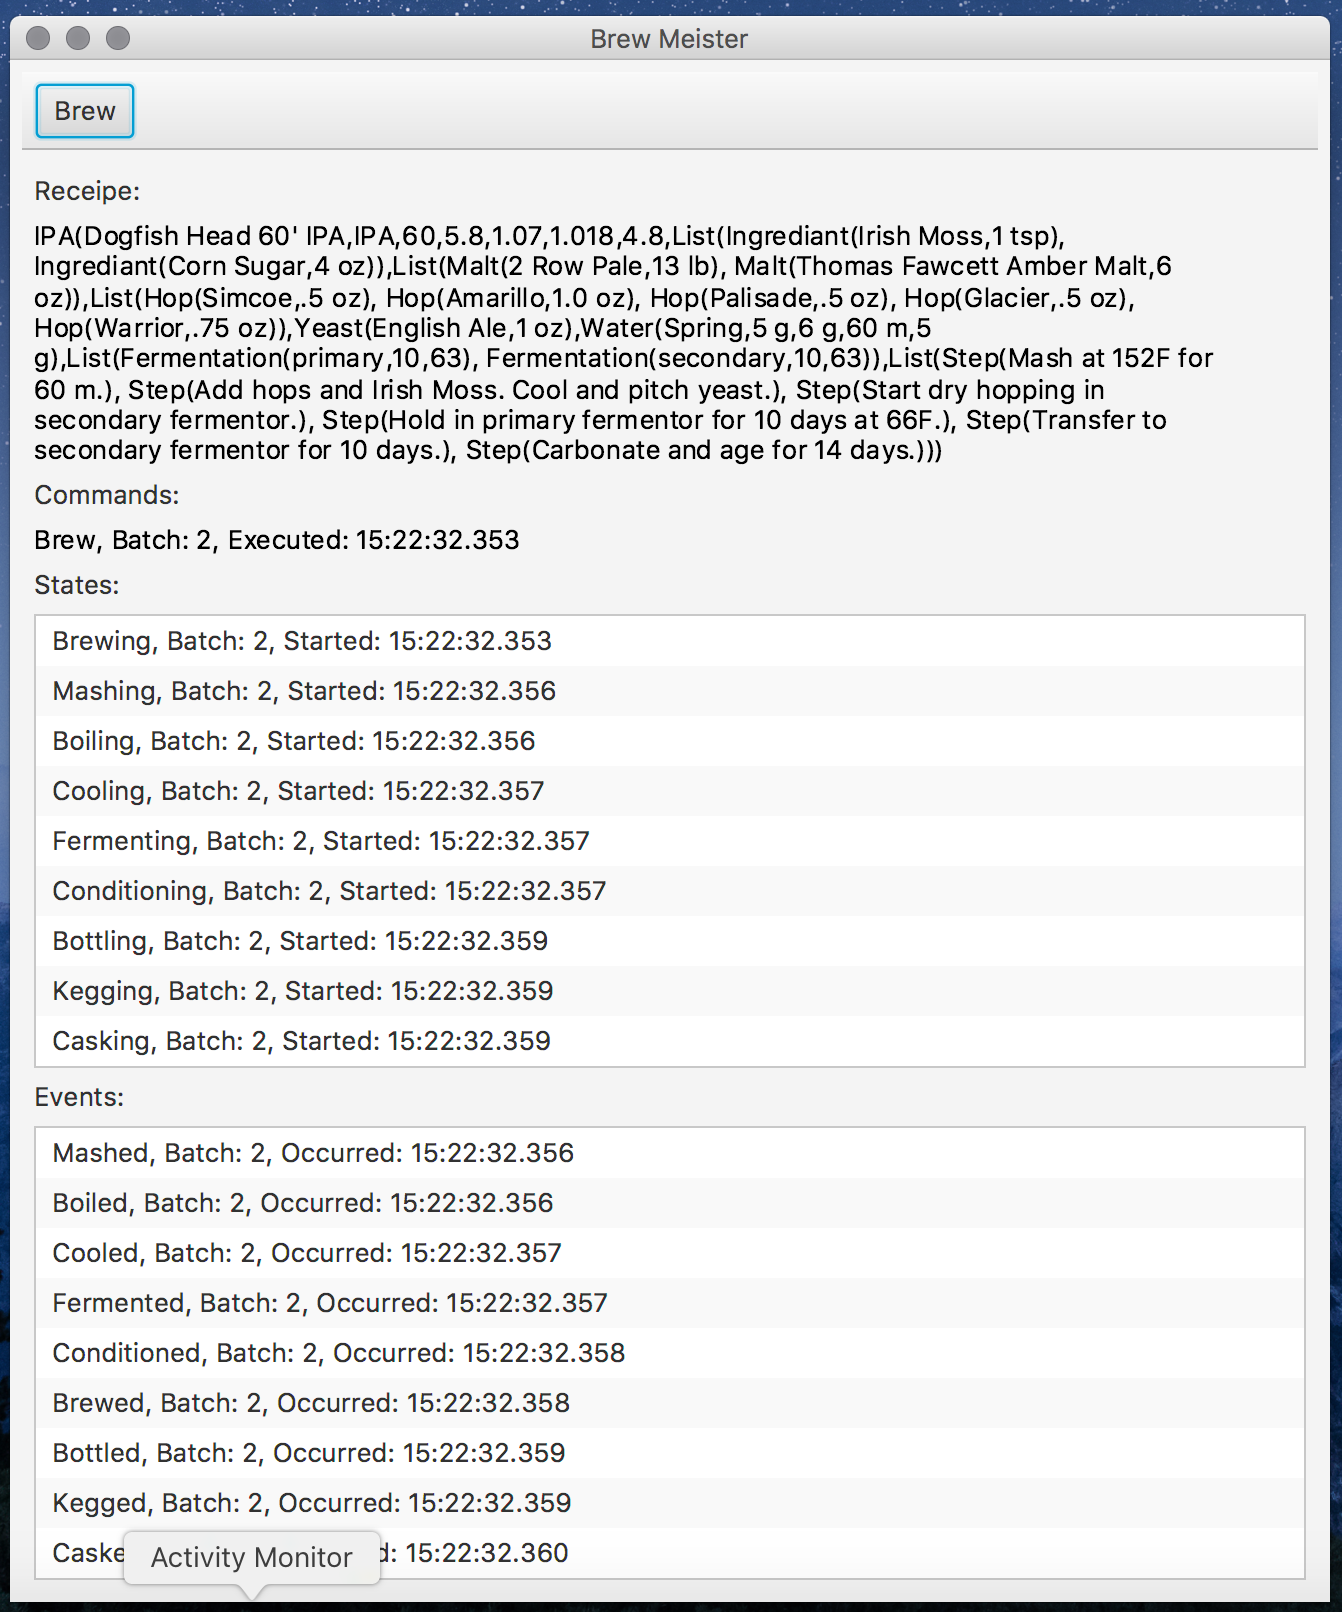 Brew Meister
Brew
Receipe:
IPA(Dogfish Head 60' IPA,IPA,60,5.8,1.07,1.018,4.8,List(Ingrediant(Irish Moss,1 tsp),
Ingrediant(Corn Sugar,4 oz)),List(Malt(2 Row Pale,13 lb), Malt(Thomas Fawcett Amber Malt,6
oz)),List(Hop(Simcoe,.5 oz), Hop(Amarillo,1.0 oz), Hop(Palisade,.5 oz), Hop(Glacier,.5 oz),
Hop(Warrior,.75 oz)),Yeast(English Ale,1 oz),Water(Spring,5 g,6 g,60 m,5
g),List(Fermentation(primary,10,63), Fermentation(secondary,10,63)),List(Step(Mash at 152F for
60 m.), Step(Add hops and Irish Moss. Cool and pitch yeast.), Step(Start dry hopping in
secondary fermentor.), Step(Hold in primary fermentor for 10 days at 66F.), Step(Transfer to
secondary fermentor for 10 days.), Step(Carbonate and age for 14 days.)))
Commands:
Brew, Batch: 2, Executed: 15:22:32.353
States:
Brewing, Batch: 2, Started: 15:22:32.353
Mashing, Batch: 2, Started: 15:22:32.356
Boiling, Batch: 2, Started: 15:22:32.356
Cooling, Batch: 2, Started: 15:22:32.357
Fermenting, Batch: 2, Started: 15:22:32.357
Conditioning, Batch: 2, Started: 15:22:32.357
Bottling, Batch: 2, Started: 15:22:32.359
Kegging, Batch: 2, Started: 15:22:32.359
Casking, Batch: 2, Started: 15:22:32.359
Events:
Mashed, Batch: 2, Occurred: 15:22:32.356
Boiled, Batch: 2, Occurred: 15:22:32.356
Cooled, Batch: 2, Occurred: 15:22:32.357
Fermented, Batch: 2, Occurred: 15:22:32.357
Conditioned, Batch: 2, Occurred: 15:22:32.358
Brewed, Batch: 2, Occurred: 15:22:32.358
Bottled, Batch: 2, Occurred: 15:22:32.359
Kegged, Batch: 2, Occurred: 15:22:32.359
15:22:32.360
Activity Monitor